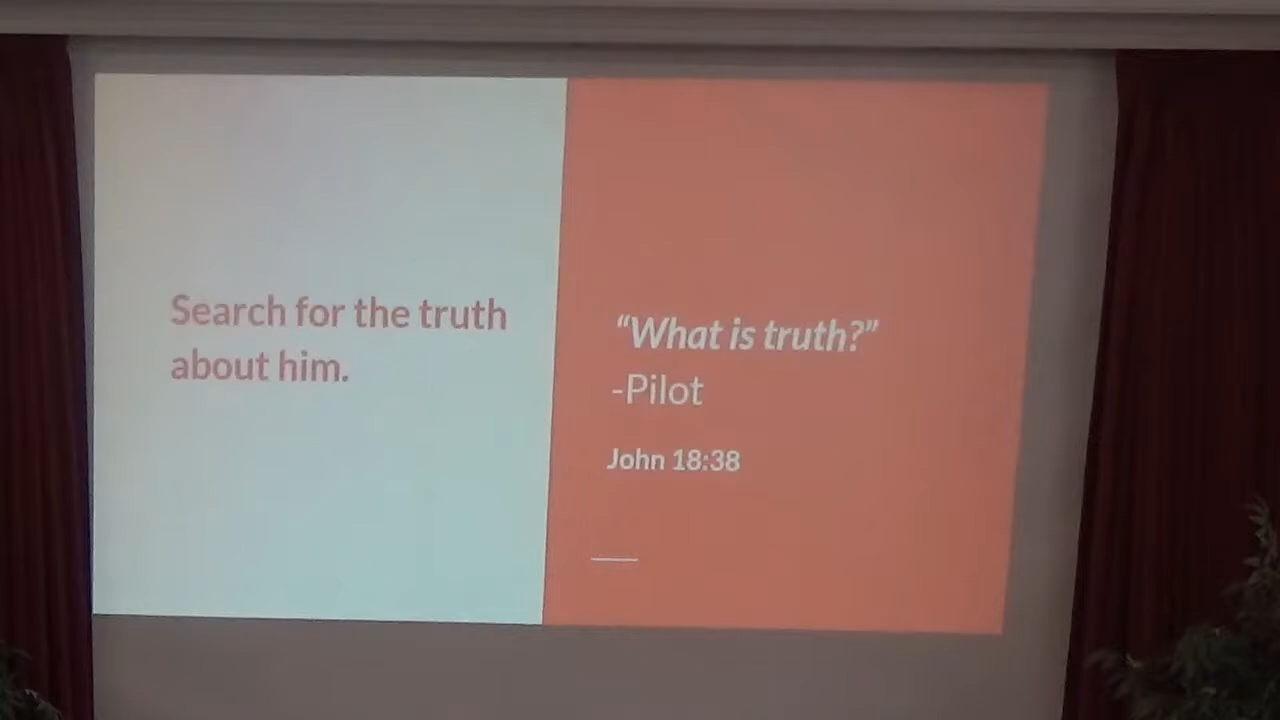 Search for the truth
about him.
“What is truth?”
-Pilot
John 18:38